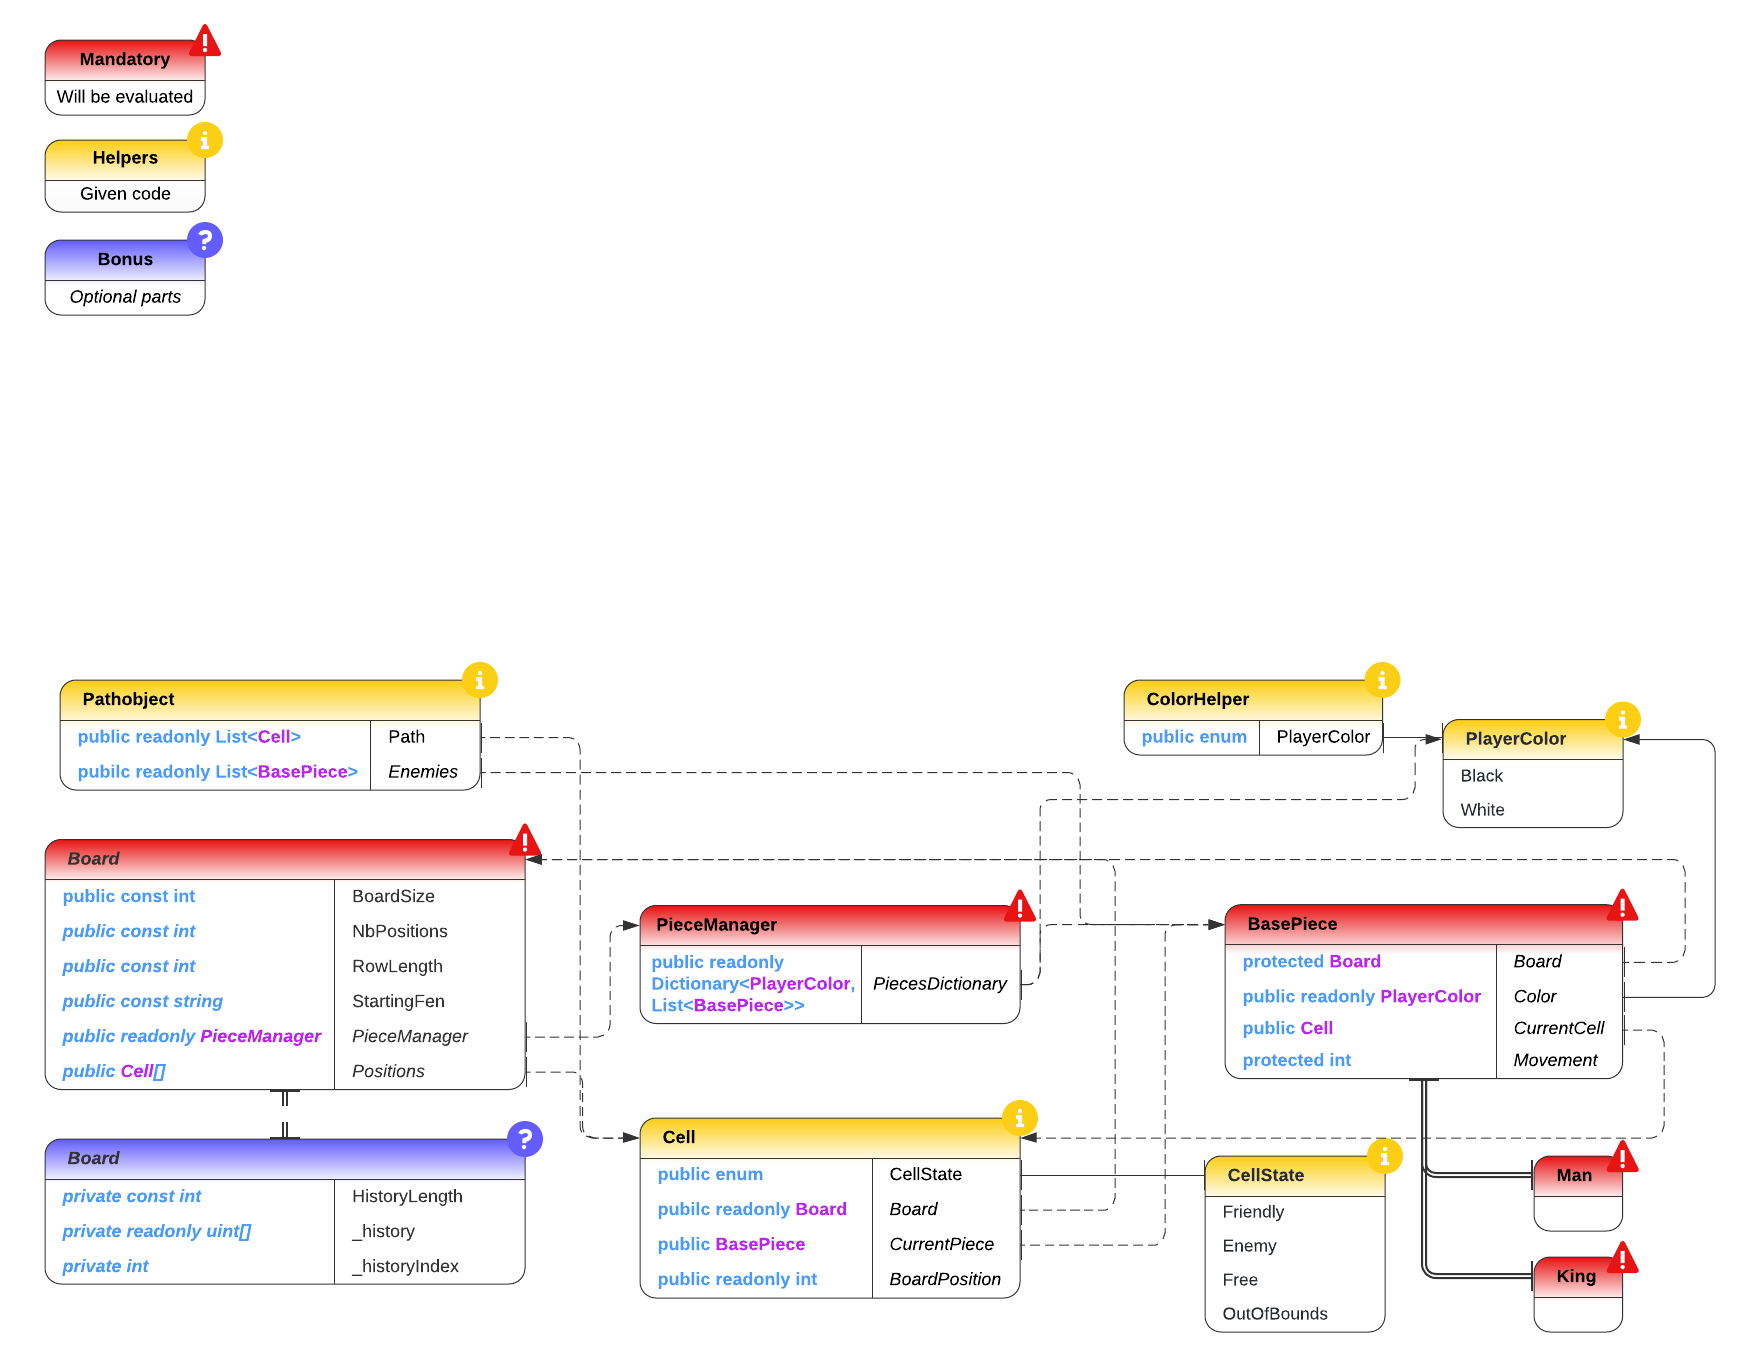 Mandatory
Will be evaluated
Helpers
Given code
Bonus
Optional parts
Pathobject
public readonly List<Cell> Path
pubilc readonly List<BasePiece> Enemies
ColorHelper
public enum PlayerColor
PlayerColor
Black
White
Board
public const int BoardSize
public const int NbPositions
public const int RowLength
public const string StartingFen
public readonly PieceManager PieceManager
public Cell[] Positions
PieceManager
public readonly
Dictionary<PlayerColor,
List<BasePiece>>
PiecesDictionary
BasePiece
protected Board Board
public readonly PlayerColor Color
public Cell CurrentCell
protected int Movement
Board
private const int HistoryLength
private readonly uint[] _history
private int _historyIndex
Cell
public enum CellState
pubilc readonly Board Board
public BasePiece CurrentPiece
public readonly int BoardPosition
CellState
Friendly
Enemy
Free
OutOfBounds
Man
King